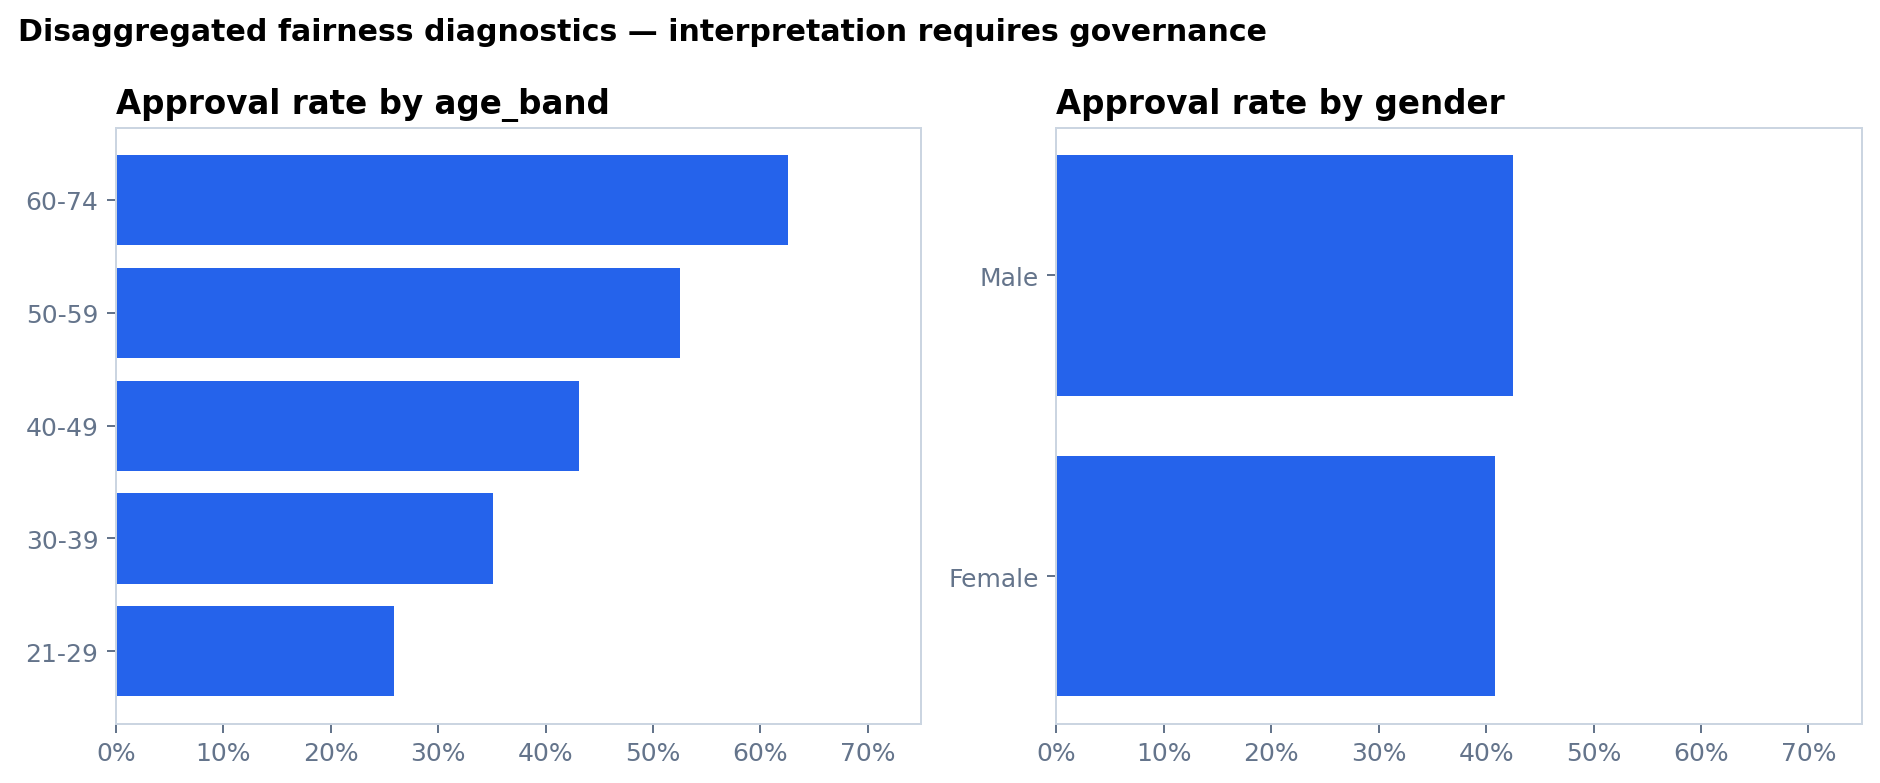 Disaggregated fairness diagnostics — interpretation requires governance
Approval rate by age_band
60-74
50-59
40-49
30-39
21-29
0% 10% 20% 30% 40% 50% 60% 70%
Approval rate by gender
Male
Female
0% 10% 20% 30% 40% 50% 60% 70%